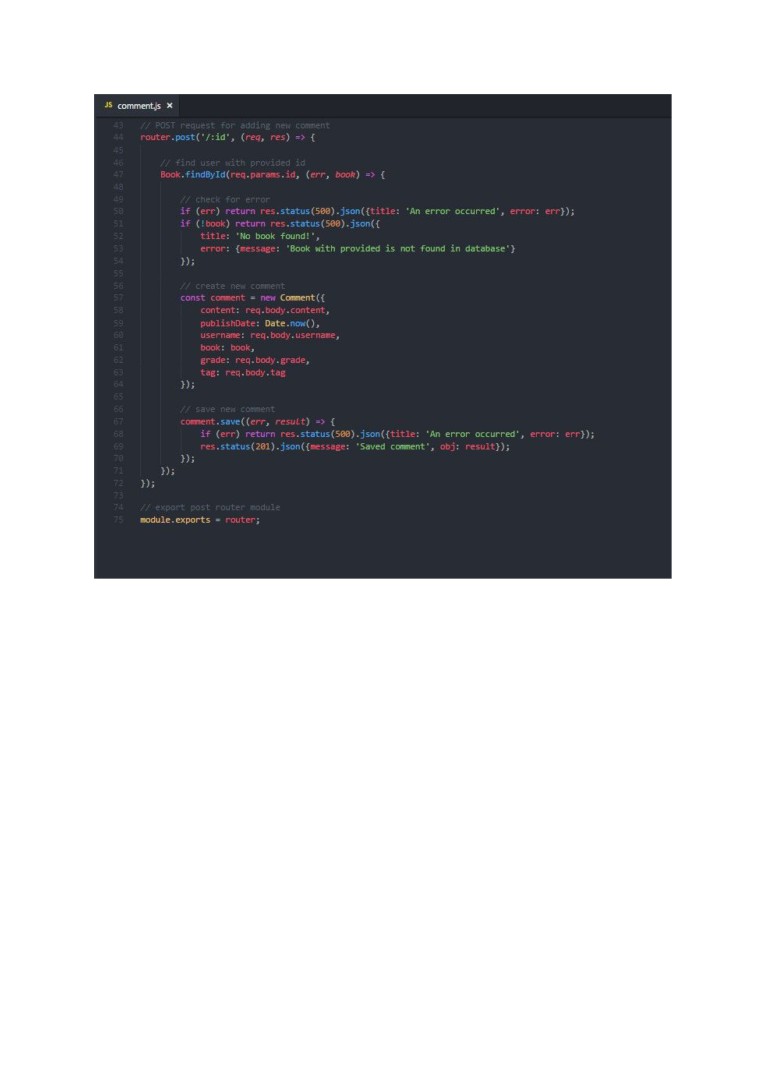 JS comment.js ×
43 // POST request for adding new comment
44 router.post('/:id', (req, res) => {
45
46 // find user with provided id
47 Book.findById(req.params.id, (err, book) => {
48
49 // check for error
50 if (err) return res.status(500).json({title: 'An error occurred', error: err});
51 if (!book) return res.status(500).json({
52 title: 'No book found!',
53 error: {message: 'Book with provided is not found in database'}
54 });
55
56 // create new comment
57 const comment = new Comment({
58 content: req.body.content,
59 publishDate: Date.now(),
60 username: req.body.username,
61 book: book,
62 grade: req.body.grade,
63 tag: req.body.tag
64 });
65
66 // save new comment
67 comment.save((err, result) => {
68 if (err) return res.status(500).json({title: 'An error occurred', error: err});
69 res.status(201).json({message: 'Saved comment', obj: result});
70 });
71 });
72 });
73
74 // export post router module
75 module.exports = router;